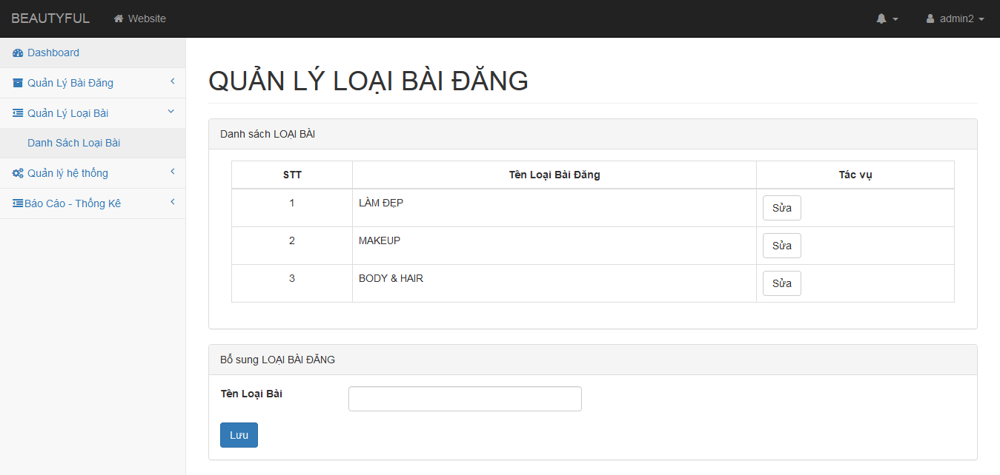 BEAUTYFUL Website admin2
Dashboard
Quản Lý Bài Đăng
Quản Lý Loại Bài
Danh Sách Loại Bài
Quản lý hệ thống
Báo Cáo - Thống Kê
QUẢN LÝ LOẠI BÀI ĐĂNG
Danh sách LOẠI BÀI
STT Tên Loại Bài Đăng Tác vụ
1 LÀM ĐẸP Sửa
2 MAKEUP Sửa
3 BODY & HAIR Sửa
Bổ sung LOẠI BÀI ĐĂNG
Tên Loại Bài
Lưu